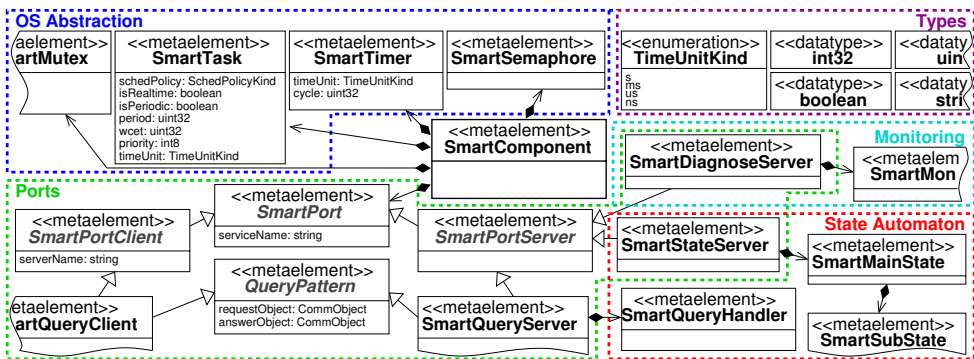 OS Abstraction
aelement>>
artMutex
<<metaelement>>
SmartTask
schedPolicy: SchedPolicyKind
isRealtime: boolean
isPeriodic: boolean
period: uint32
wcet: uint32
priority: int8
timeUnit: TimeUnitKind
<<metaelement>>
SmartTimer
timeUnit: TimeUnitKind
cycle: uint32
<<metaelement>>
SmartSemaphore
<<metaelement>>
SmartComponent
Types
<<enumeration>>
TimeUnitKind
s
ms
us
ns
<<datatype>>
int32
<<dataty
uin
<<datatype>>
boolean
<<dataty
stri
Monitoring
<<metaelement>>
SmartDiagnoseServer
<<metaelem
SmartMon
Ports
<<metaelement>>
SmartPortClient
serverName: string
<<metaelement>>
SmartPort
serviceName: string
<<metaelement>>
SmartPortServer
<<metaelement>>
QueryPattern
requestObject: CommObject
answerObject: CommObject
etaelement>>
artQueryClient
<<metaelement>>
SmartQueryServer
State Automaton
<<metaelement>>
SmartStateServer
<<metaelement>>
SmartMainState
<<metaelement>>
SmartQueryHandler
<<metaelement>>
SmartSubState